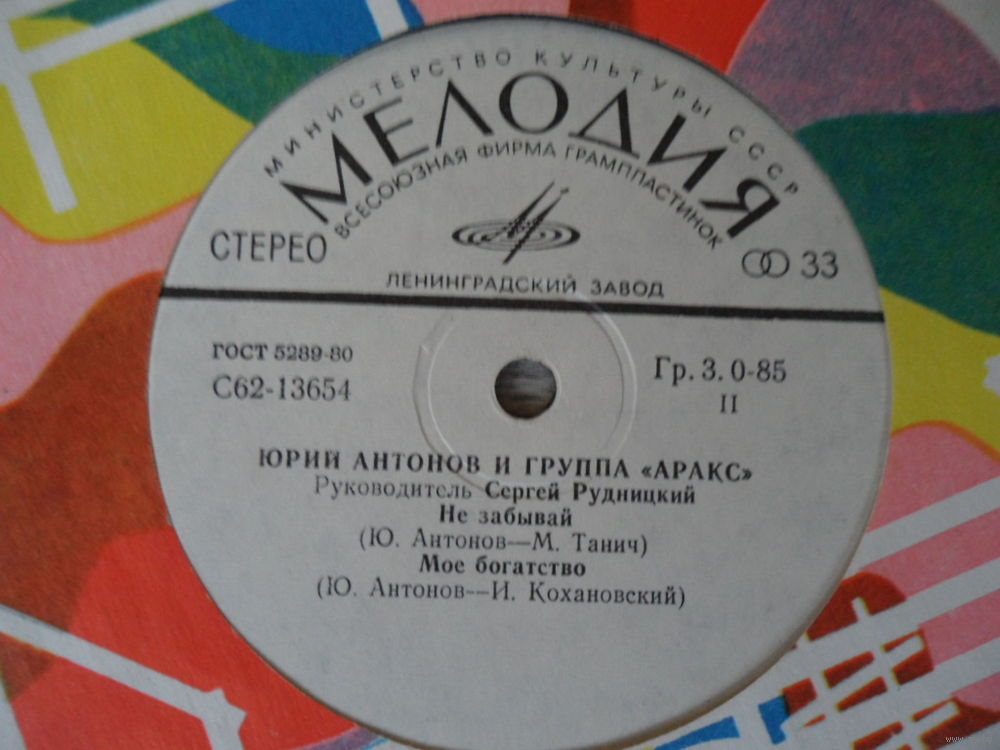 МИНИСТЕРСТВО КУЛЬТУРЫ СССР
МЕЛОДИЯ
ВСЕСОЮЗНАЯ ФИРМА ГРАМПЛАСТИНОК
СТЕРЕО
33
ЛЕНИНГРАДСКИЙ ЗАВОД
ГОСТ 5289-80
С62-13654
Гр. 3. 0-85
II
ЮРИЙ АНТОНОВ И ГРУППА «АРАКС»
Руководитель Сергей Рудницкий
Не забывай
(Ю. Антонов—М. Танич)
Мое богатство
(Ю. Антонов—И. Кохановский)